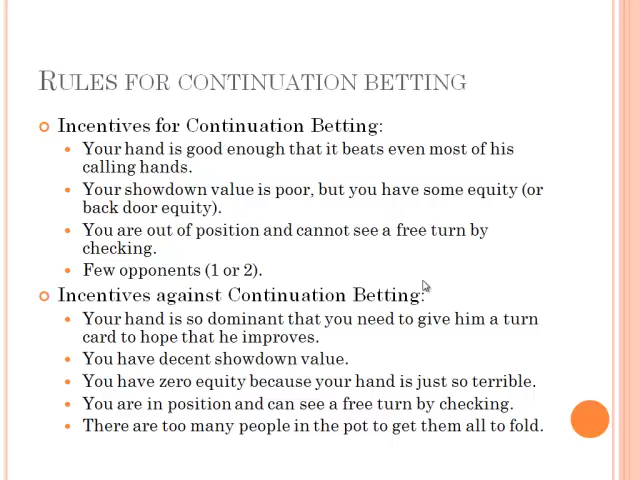 RULES FOR CONTINUATION BETTING
Incentives for Continuation Betting:
Your hand is good enough that it beats even most of his
calling hands.
Your showdown value is poor, but you have some equity (or
back door equity).
You are out of position and cannot see a free turn by
checking.
Few opponents (1 or 2).
Incentives against Continuation Betting:
Your hand is so dominant that you need to give him a turn
card to hope that he improves.
You have decent showdown value.
You have zero equity because your hand is just so terrible.
You are in position and can see a free turn by checking.
There are too many people in the pot to get them all to fold.